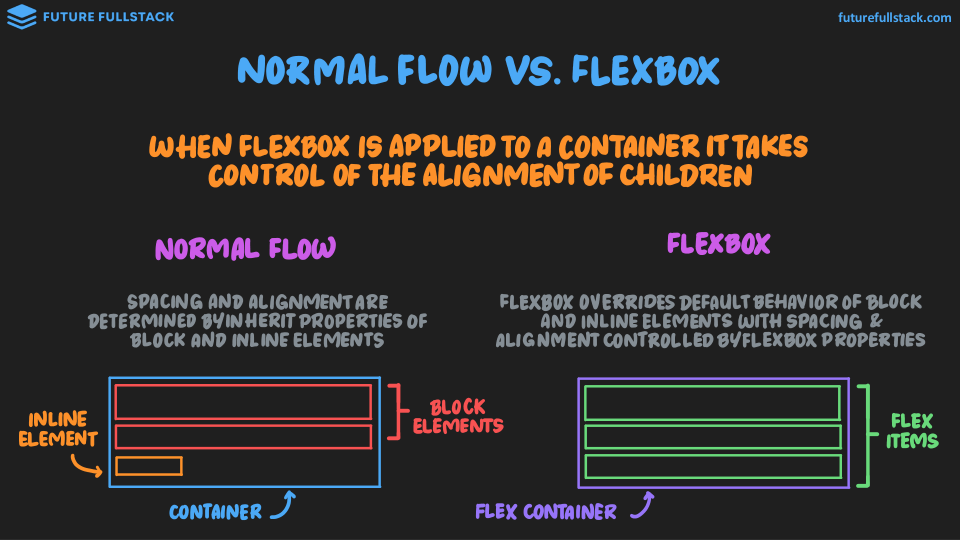 FUTURE FULLSTACK
futurefullstack.com
NORMAL FLOW VS. FLEXBOX
WHEN FLEXBOX IS APPLIED TO A CONTAINER IT TAKES
CONTROL OF THE ALIGNMENT OF CHILDREN
NORMAL FLOW
SPACING AND ALIGNMENT ARE
DETERMINED BY INHERIT PROPERTIES OF
BLOCK AND INLINE ELEMENTS
INLINE
ELEMENT
BLOCK
ELEMENTS
CONTAINER
FLEXBOX
FLEXBOX OVERRIDES DEFAULT BEHAVIOR OF BLOCK
AND INLINE ELEMENTS WITH SPACING &
ALIGNMENT CONTROLLED BY FLEXBOX PROPERTIES
FLEX
ITEMS
FLEX CONTAINER